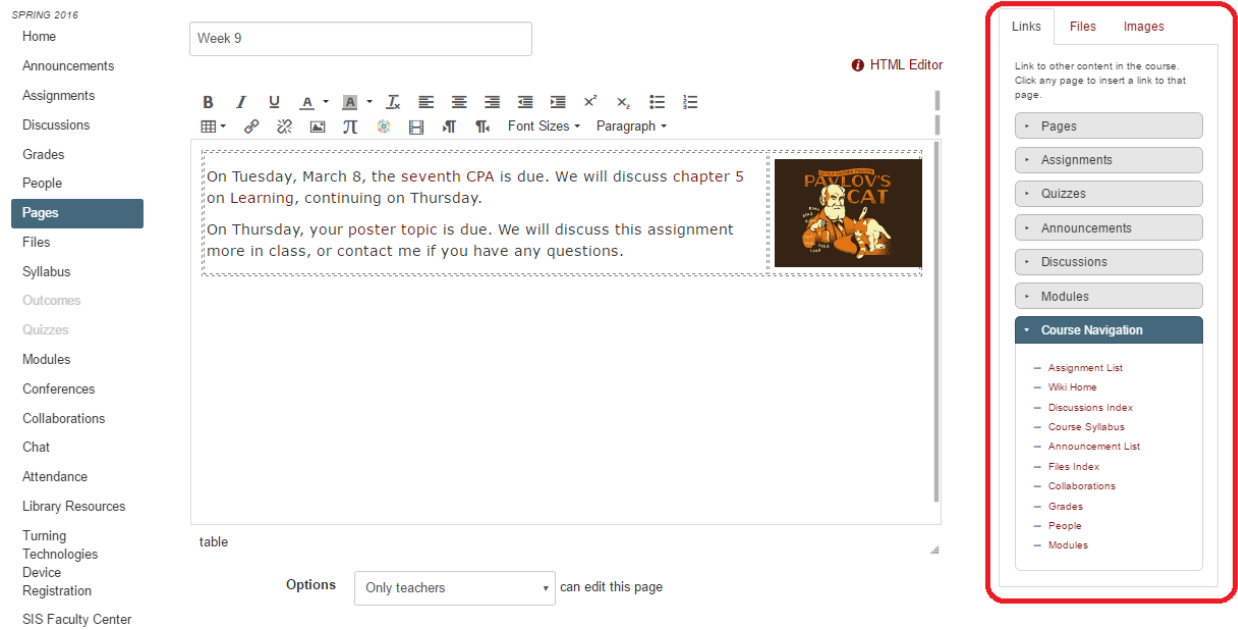 SPRING 2016
Home
Announcements
Assignments
Discussions
Grades
People
Pages
Files
Syllabus
Outcomes
Quizzes
Modules
Conferences
Collaborations
Chat
Attendance
Library Resources
Turning
Technologies
Device
Registration
SIS Faculty Center
Week 9
HTML Editor
Font Sizes
Paragraph
On Tuesday, March 8, the seventh CPA is due. We will discuss chapter 5
on Learning, continuing on Thursday.
On Thursday, your poster topic is due. We will discuss this assignment
more in class, or contact me if you have any questions.
PAVLOV'S
CAT
table
Options Only teachers can edit this page
Links Files Images
Link to other content in the course.
Click any page to insert a link to that
page.
Pages
Assignments
Quizzes
Announcements
Discussions
Modules
Course Navigation
Assignment List
Wiki Home
Discussions Index
Course Syllabus
Announcement List
Files Index
Collaborations
Grades
People
Modules